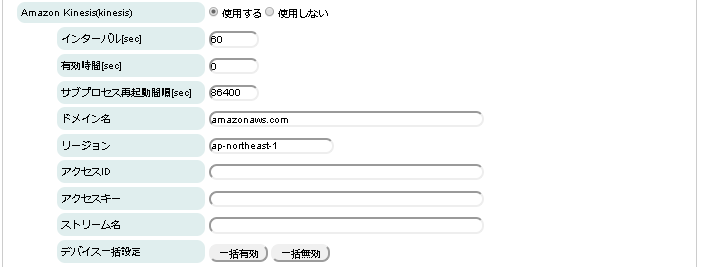 Amazon Kinesis(kinesis) 使用する 使用しない
インターバル[sec] 60
有効時間[sec] 0
サブプロセス再起動間隔[sec] 86400
ドメイン名 amazonaws.com
リージョン ap-northeast-1
アクセスID
アクセスキー
ストリーム名
デバイス一括設定 一括有効 一括無効